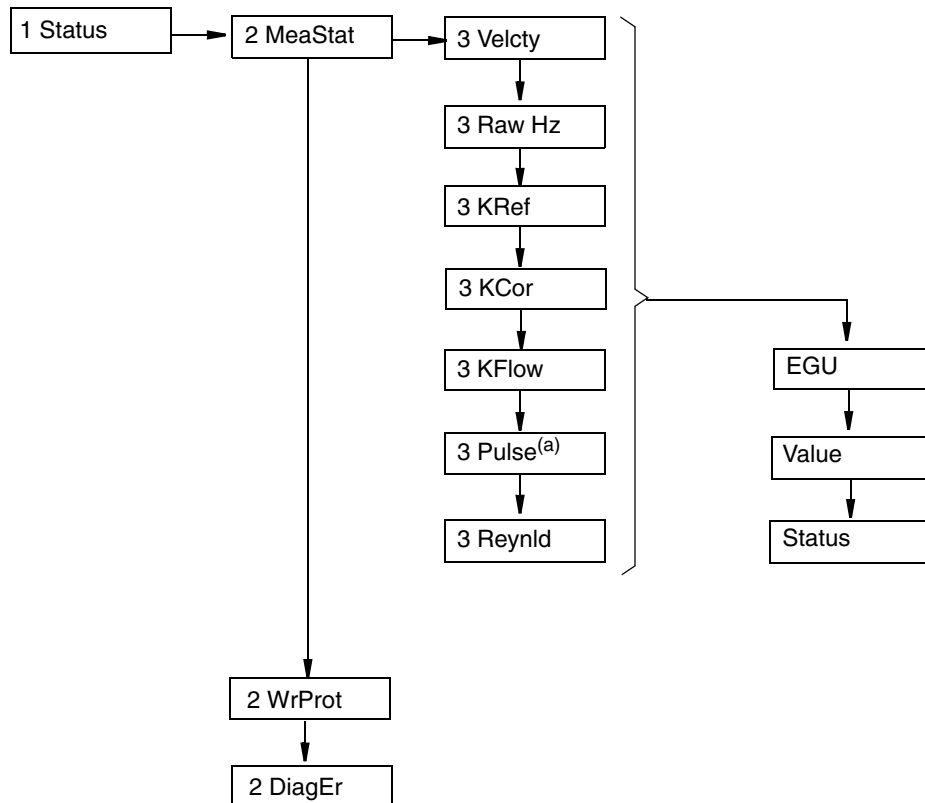 1 Status
2 MeaStat
3 Velcty
3 Raw Hz
3 KRef
3 KCor
3 KFlow
3 Pulse(a)
3 Reynld
EGU
Value
Status
2 WrProt
2 DiagEr